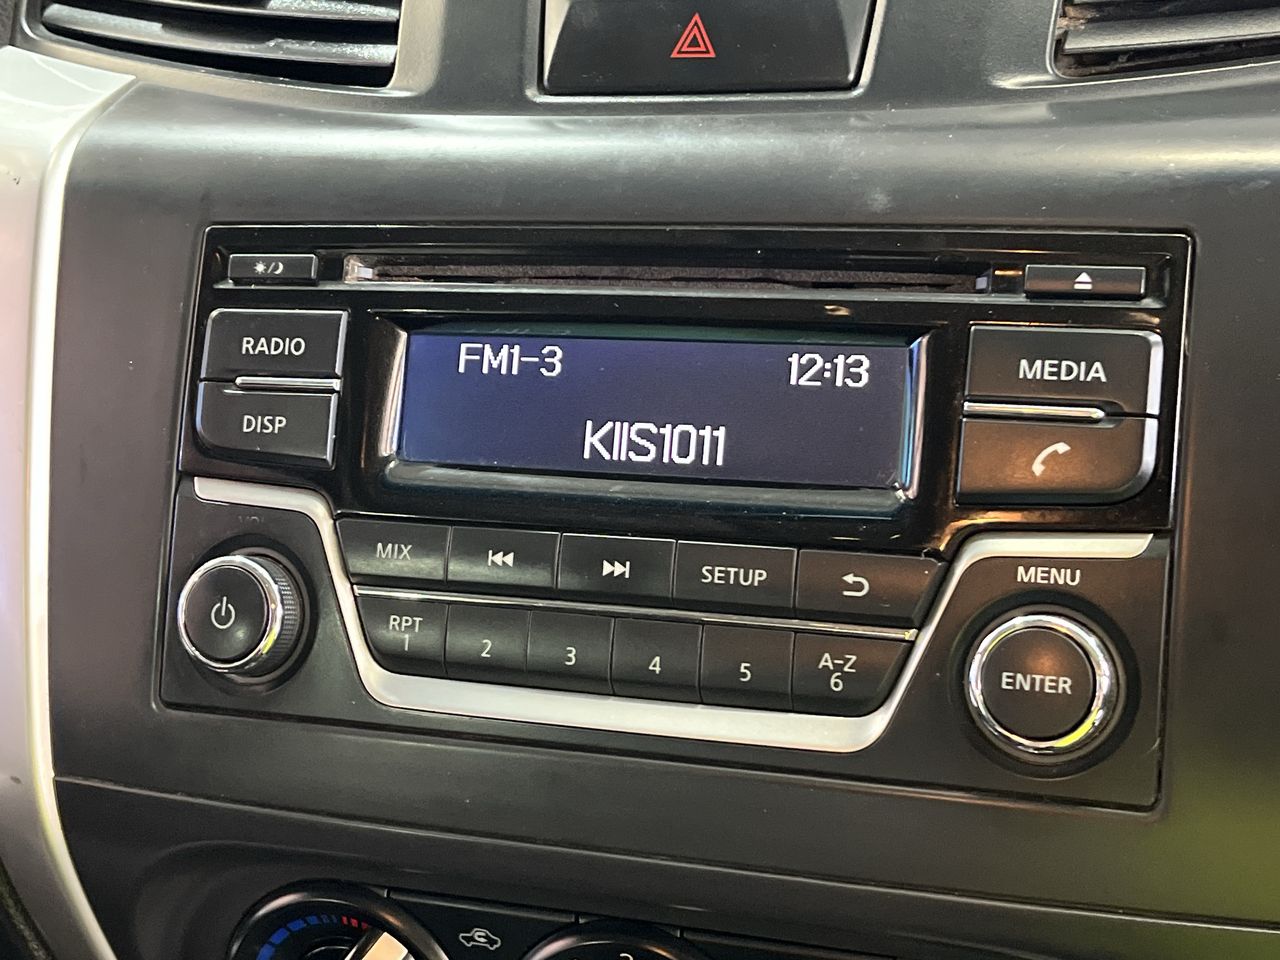 RADIO
DISP
FM1-3
12:13
KIIS1011
MEDIA
MIX
SETUP
RPT
1
2
3
4
5
A-Z
6
MENU
ENTER